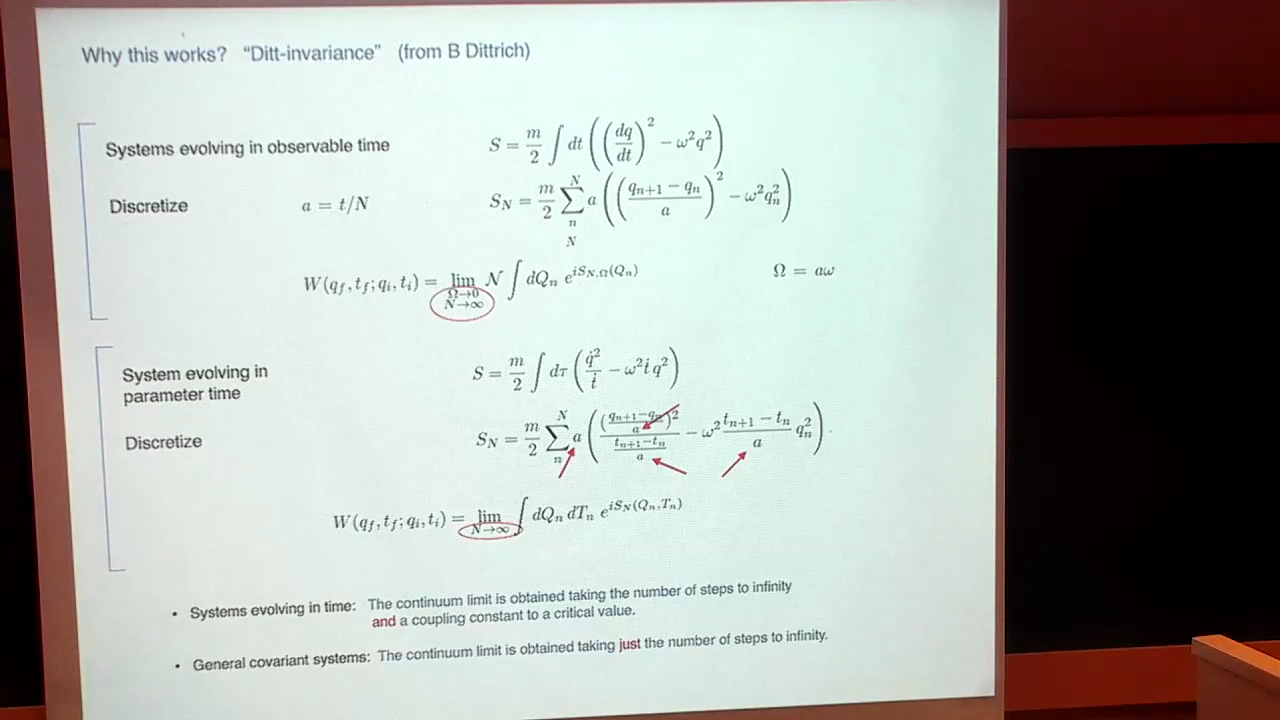 Why this works? "Ditt-invariance" (from B Dittrich)
Systems evolving in observable time S = m/2 ∫ dt ( (dq/dt)² − ω²q² )
Discretize a = t/N S_N = m/2 Σ_n^N a ( ( (q_{n+1} − q_n)/a )² − ω²q_n² )
N
W(q_f, t_f; q_i, t_i) = lim_{Ω→0 N→∞} 𝒩 ∫ dQ_n e^{iS_{N,Ω}(Q_n)} Ω = aω
System evolving in
parameter time
S = m/2 ∫ dτ ( q̇²/ṫ − ω²ṫq² )
Discretize S_N = m/2 Σ_n^N a ( ((q_{n+1}−q_n)/a)² / ((t_{n+1}−t_n)/a) − ω² (t_{n+1} − t_n)/a q_n² ).
W(q_f, t_f; q_i, t_i) = lim_{N→∞} ∫ dQ_n dT_n e^{iS_N(Q_n,T_n)}
• Systems evolving in time: The continuum limit is obtained taking the number of steps to infinity
and a coupling constant to a critical value.
• General covariant systems: The continuum limit is obtained taking just the number of steps to infinity.